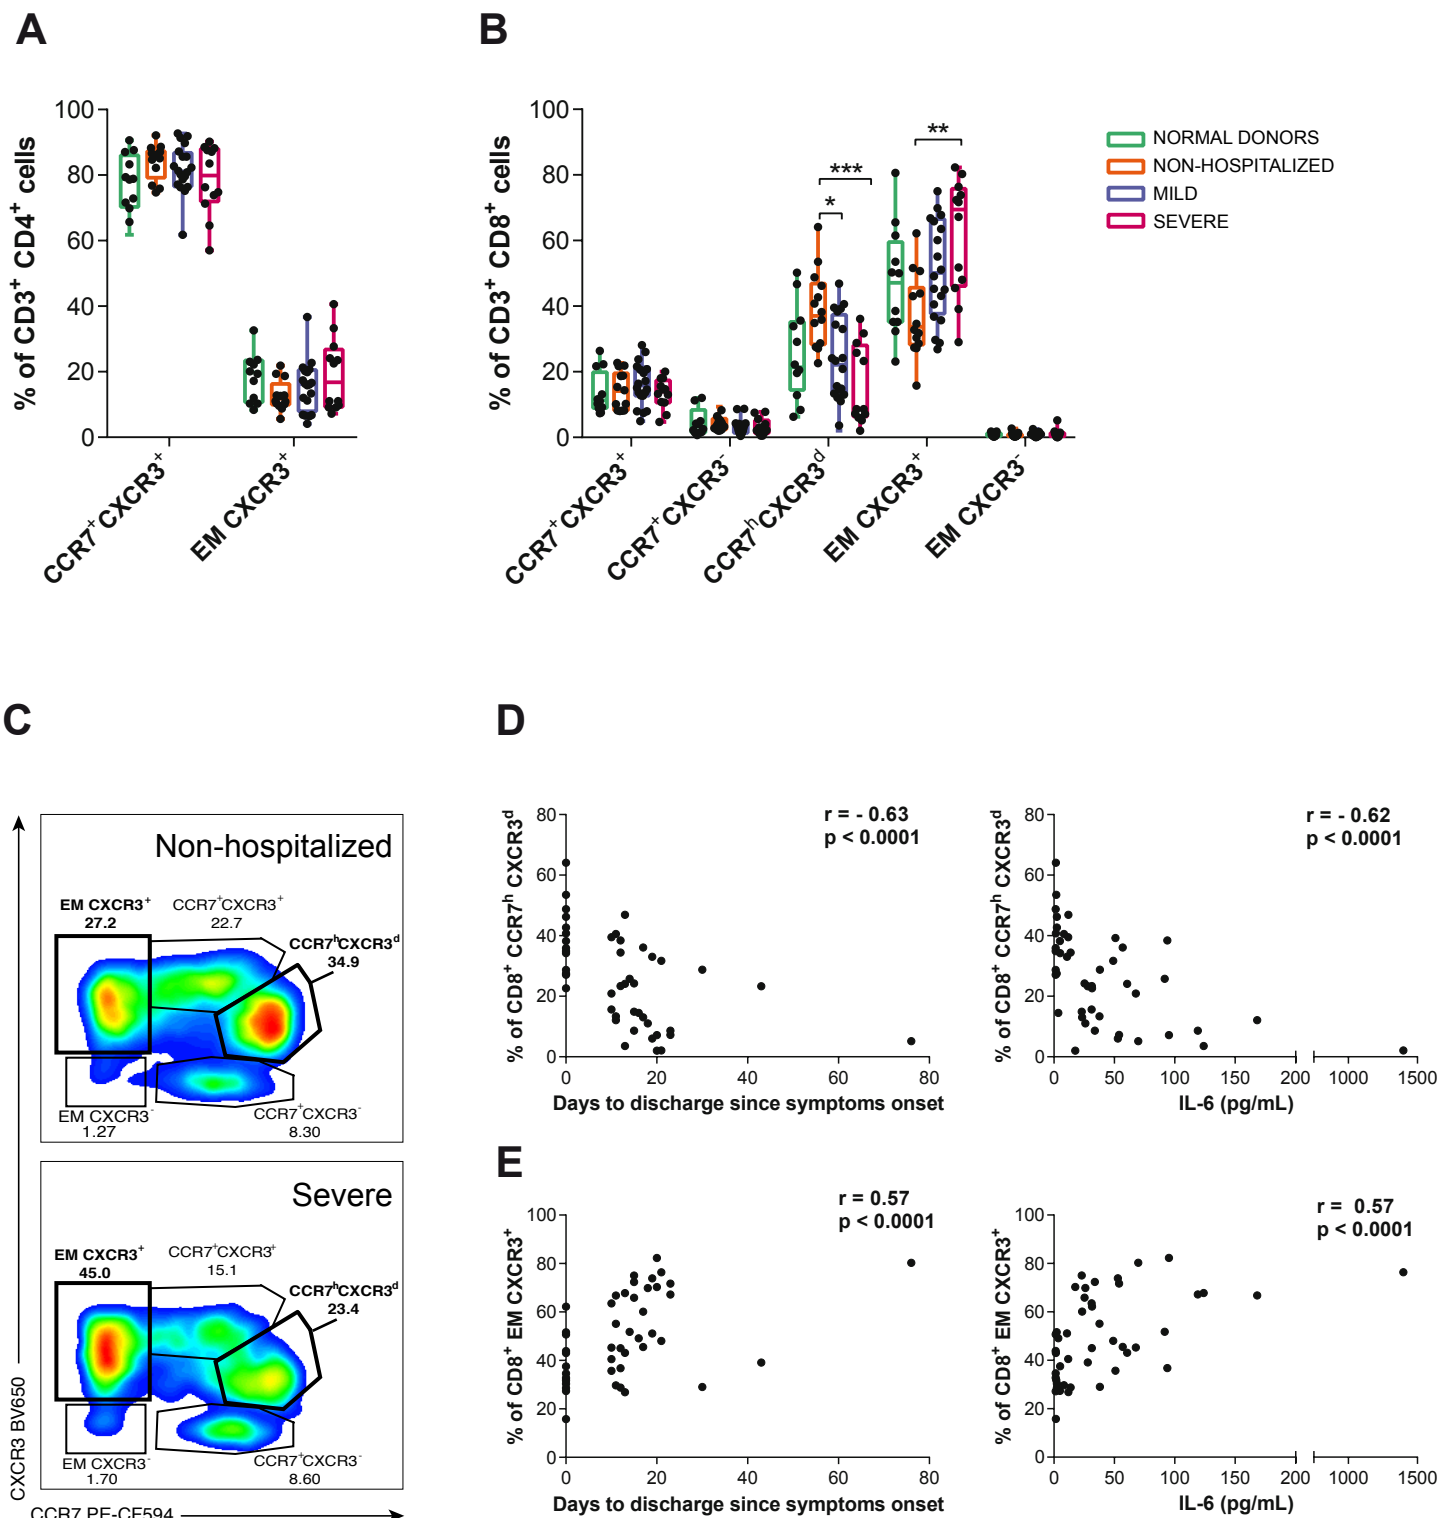 A
B
100
80
60
40
20
0
% of CD3⁺ CD4⁺ cells
CCR7⁺CXCR3⁺
EM CXCR3⁺
100
80
60
40
20
0
% of CD3⁺ CD8⁺ cells
*
***
**
CCR7⁺CXCR3⁺
CCR7⁺CXCR3⁻
CCR7ʰCXCR3ᵈ
EM CXCR3⁺
EM CXCR3⁻
NORMAL DONORS
NON-HOSPITALIZED
MILD
SEVERE
C
Non-hospitalized
EM CXCR3⁺
27.2
CCR7⁺CXCR3⁺
22.7
CCR7ʰCXCR3ᵈ
34.9
EM CXCR3⁻
1.27
CCR7⁺CXCR3⁻
8.30
Severe
EM CXCR3⁺
45.0
CCR7⁺CXCR3⁺
15.1
CCR7ʰCXCR3ᵈ
23.4
EM CXCR3⁻
1.70
CCR7⁺CXCR3⁻
8.60
CXCR3 BV650
CCR7 PE-CF594
D
80
60
40
20
0
% of CD8⁺ CCR7ʰ CXCR3ᵈ
r = - 0.63
p < 0.0001
0 20 40 60 80
Days to discharge since symptoms onset
80
60
40
20
0
% of CD8⁺ CCR7ʰ CXCR3ᵈ
r = - 0.62
p < 0.0001
0 50 100 150 200 1000 1500
IL-6 (pg/mL)
E
100
80
60
40
20
0
% of CD8⁺ EM CXCR3⁺
r = 0.57
p < 0.0001
0 20 40 60 80
Days to discharge since symptoms onset
100
80
60
40
20
0
% of CD8⁺ EM CXCR3⁺
r = 0.57
p < 0.0001
0 50 100 150 200 1000 1500
IL-6 (pg/mL)